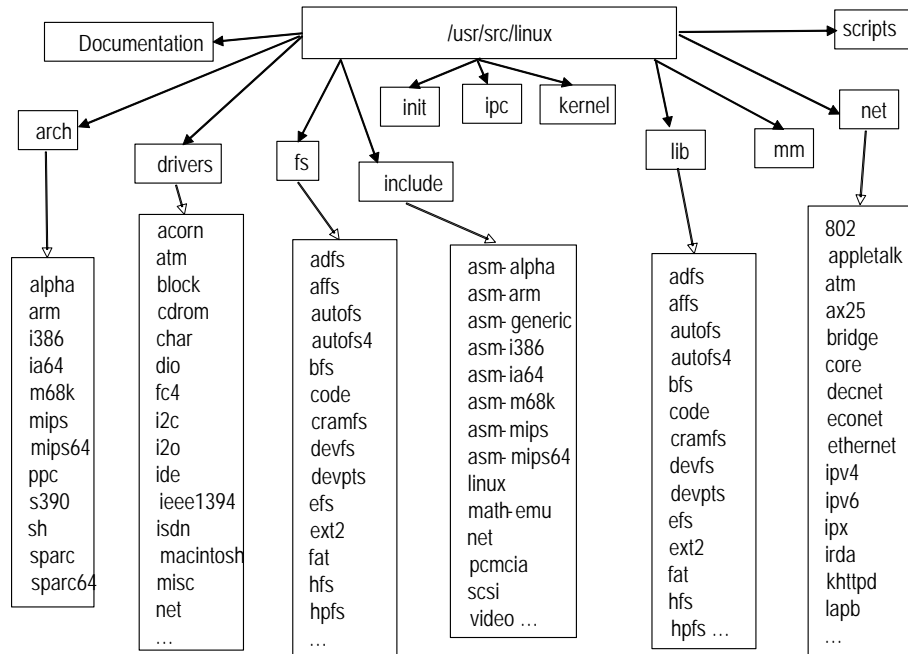 /usr/src/linux
Documentation
scripts
init
ipc
kernel
net
arch
drivers
fs
include
lib
mm
alpha
arm
i386
ia64
m68k
mips
mips64
ppc
s390
sh
sparc
sparc64
acorn
atm
block
cdrom
char
dio
fc4
i2c
i2o
ide
ieee1394
isdn
macintosh
misc
net
…
adfs
affs
autofs
autofs4
bfs
code
cramfs
devfs
devpts
efs
ext2
fat
hfs
hpfs
…
asm-alpha
asm-arm
asm-generic
asm-i386
asm-ia64
asm-m68k
asm-mips
asm-mips64
linux
math-emu
net
pcmcia
scsi
video …
adfs
affs
autofs
autofs4
bfs
code
cramfs
devfs
devpts
efs
ext2
fat
hfs
hpfs …
802
appletalk
atm
ax25
bridge
core
decnet
econet
ethernet
ipv4
ipv6
ipx
irda
khttpd
lapb
…